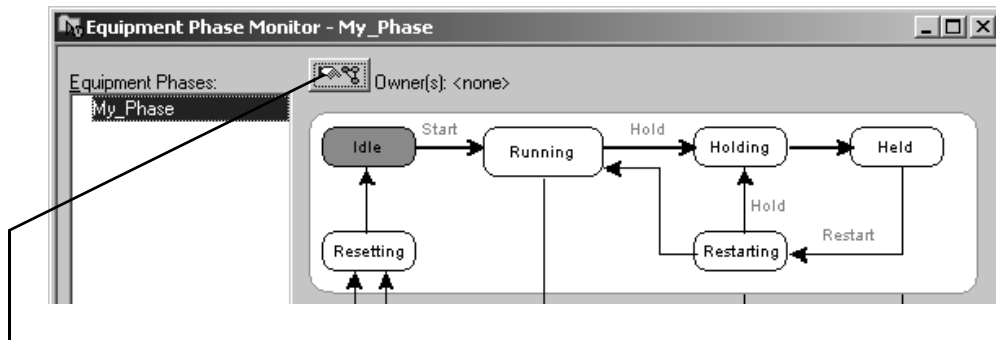 Equipment Phase Monitor - My_Phase
Equipment Phases:
Owner(s): <none>
My_Phase
Idle
Start
Running
Hold
Holding
Held
Hold
Resetting
Restarting
Restart